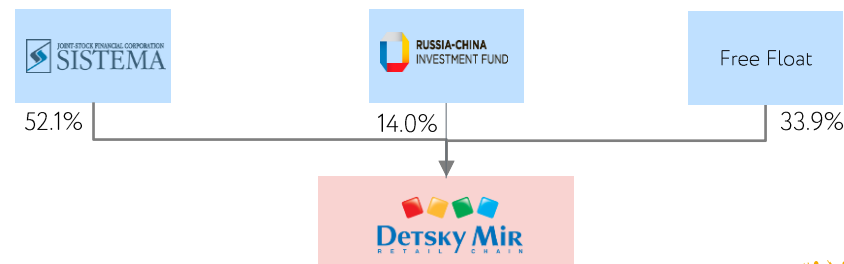 JOINT-STOCK FINANCIAL CORPORATION
SISTEMA
RUSSIA-CHINA
INVESTMENT FUND
Free Float
52.1%
14.0%
33.9%
DETSKY MIR
RETAIL CHAIN